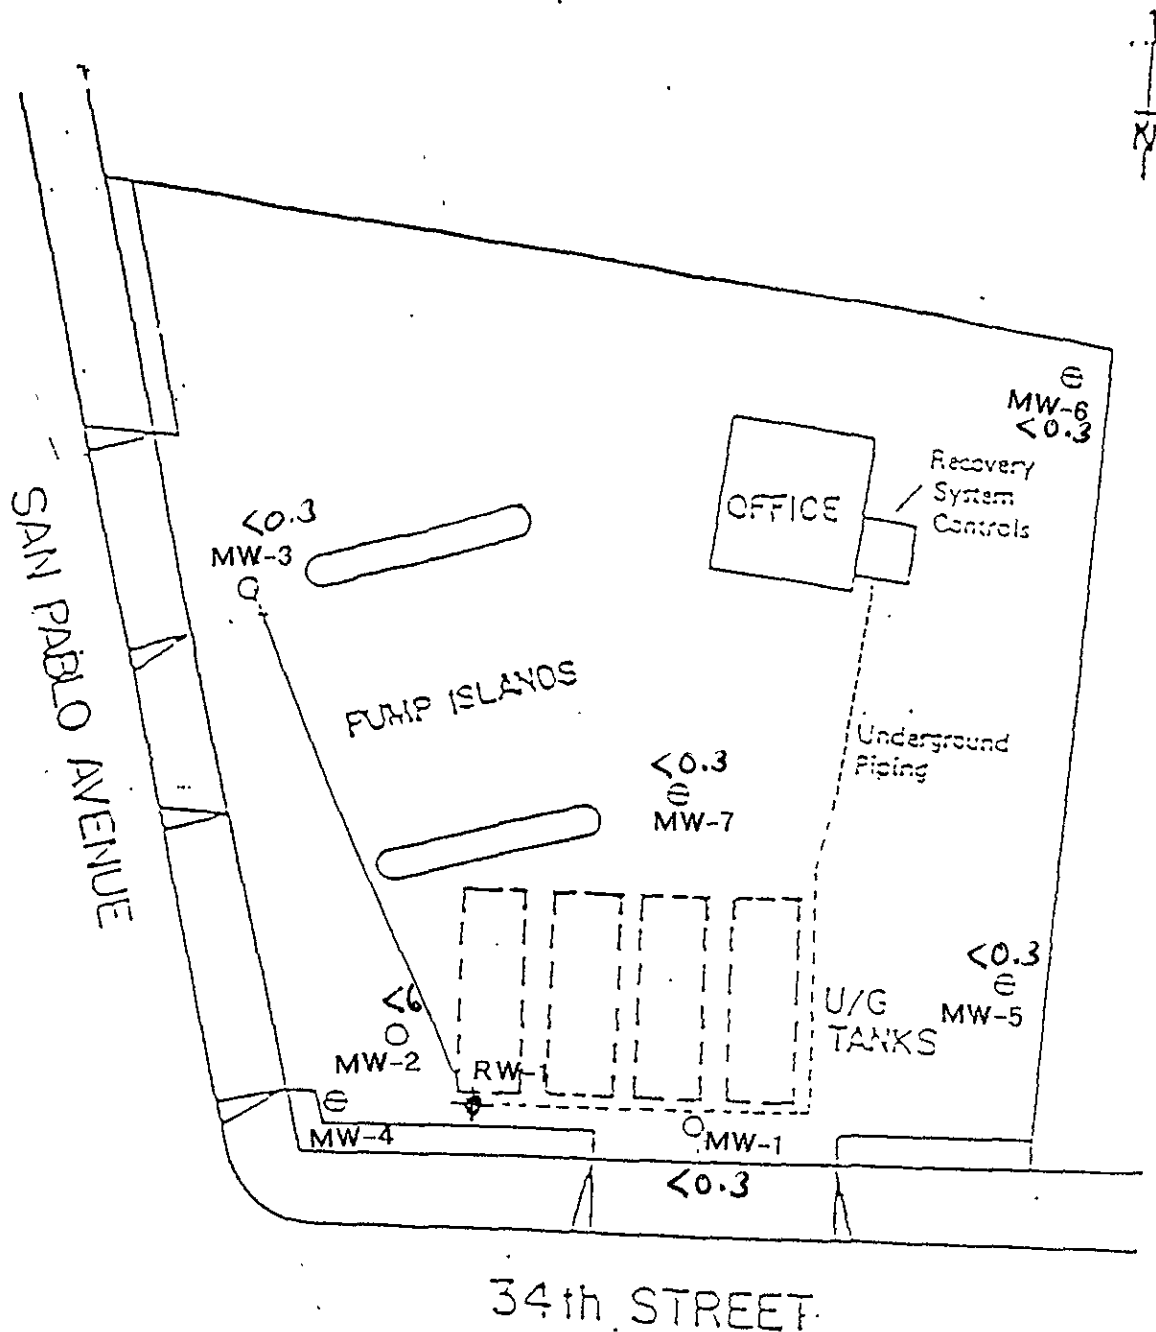 N
MW-6
<0.3
Recovery
System
Controls
OFFICE
<0.3
MW-3
SAN PABLO AVENUE
PUMP ISLANDS
Underground
Piping
<0.3
MW-7
<0.3
MW-5
U/G
TANKS
<6
MW-2
RW-1
MW-4
MW-1
<0.3
34th STREET